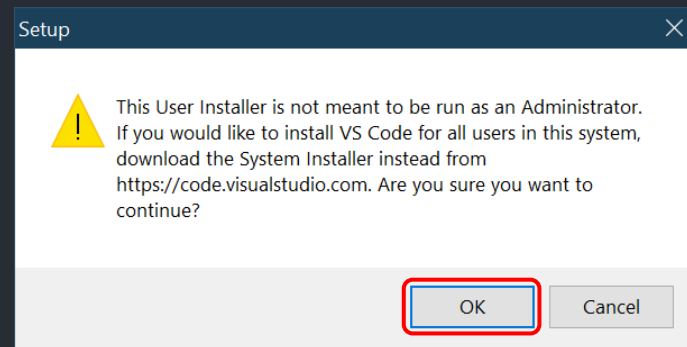 Setup
This User Installer is not meant to be run as an Administrator.
If you would like to install VS Code for all users in this system,
download the System Installer instead from
https://code.visualstudio.com. Are you sure you want to
continue?
OK
Cancel